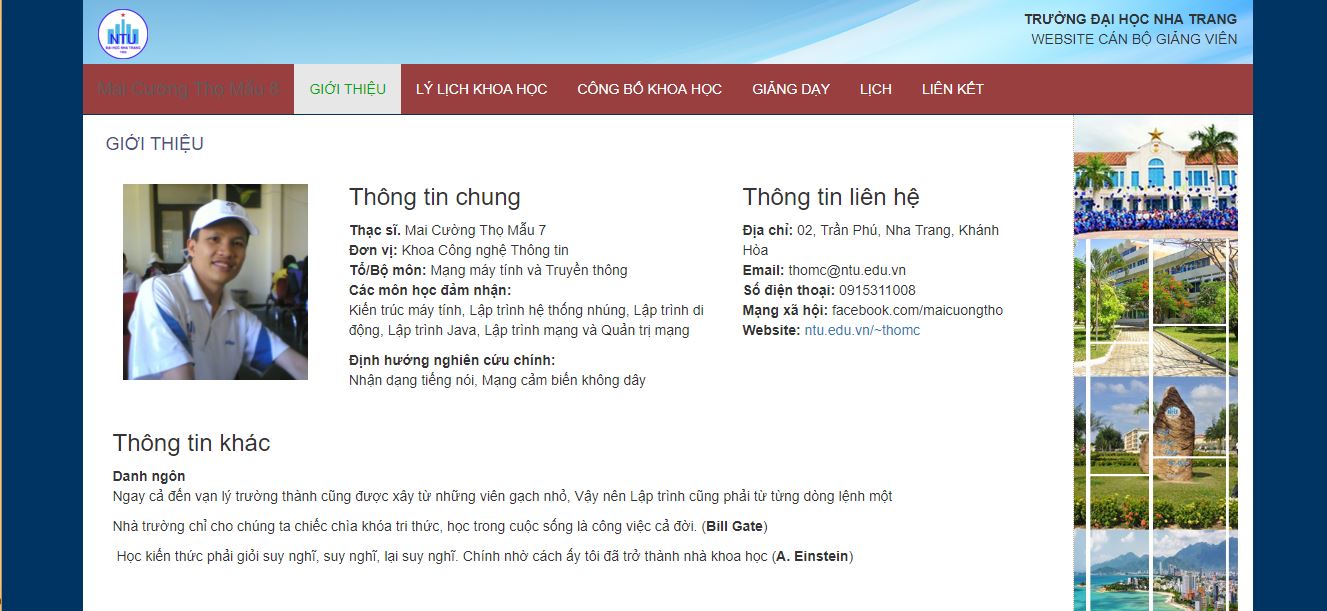 NTU
ĐẠI HỌC NHA TRANG
TRƯỜNG ĐẠI HỌC NHA TRANG
WEBSITE CÁN BỘ GIẢNG VIÊN
Mai Cường Thọ Mẫu 8
GIỚI THIỆU
LÝ LỊCH KHOA HỌC
CÔNG BỐ KHOA HỌC
GIẢNG DẠY
LỊCH
LIÊN KẾT
GIỚI THIỆU
Thông tin chung
Thạc sĩ. Mai Cường Thọ Mẫu 7
Đơn vị: Khoa Công nghệ Thông tin
Tổ/Bộ môn: Mạng máy tính và Truyền thông
Các môn học đảm nhận:
Kiến trúc máy tính, Lập trình hệ thống nhúng, Lập trình di
động, Lập trình Java, Lập trình mạng và Quản trị mạng
Định hướng nghiên cứu chính:
Nhận dạng tiếng nói, Mạng cảm biến không dây
Thông tin liên hệ
Địa chỉ: 02, Trần Phú, Nha Trang, Khánh
Hòa
Email: thomc@ntu.edu.vn
Số điện thoại: 0915311008
Mạng xã hội: facebook.com/maicuongtho
Website: ntu.edu.vn/~thomc
Thông tin khác
Danh ngôn
Ngay cả đến vạn lý trường thành cũng được xây từ những viên gạch nhỏ, Vậy nên Lập trình cũng phải từ từng dòng lệnh một
Nhà trường chỉ cho chúng ta chiếc chìa khóa tri thức, học trong cuộc sống là công việc cả đời. (Bill Gate)
Học kiến thức phải giỏi suy nghĩ, suy nghĩ, lại suy nghĩ. Chính nhờ cách ấy tôi đã trở thành nhà khoa học (A. Einstein)
NTU